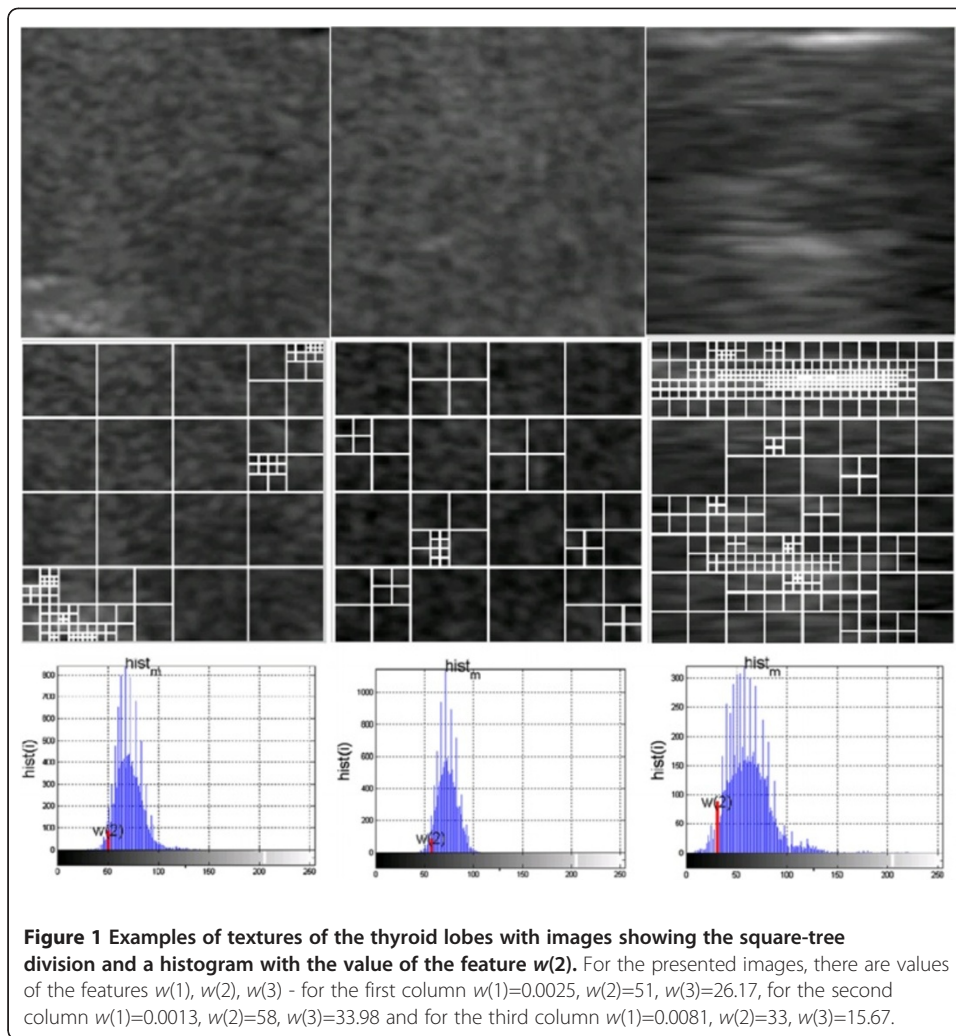 hist_m
hist(i)
900
800
700
600
500
400
300
200
100
0
w(2)
0 50 100 150 200 250
hist_m
1000
800
600
400
200
0
w(2)
0 50 100 150 200 250
hist_m
hist(i)
300
250
200
150
100
50
0
w(2)
0 50 100 150 200 250
Figure 1 Examples of textures of the thyroid lobes with images showing the square-tree
division and a histogram with the value of the feature w(2). For the presented images, there are values
of the features w(1), w(2), w(3) - for the first column w(1)=0.0025, w(2)=51, w(3)=26.17, for the second
column w(1)=0.0013, w(2)=58, w(3)=33.98 and for the third column w(1)=0.0081, w(2)=33, w(3)=15.67.